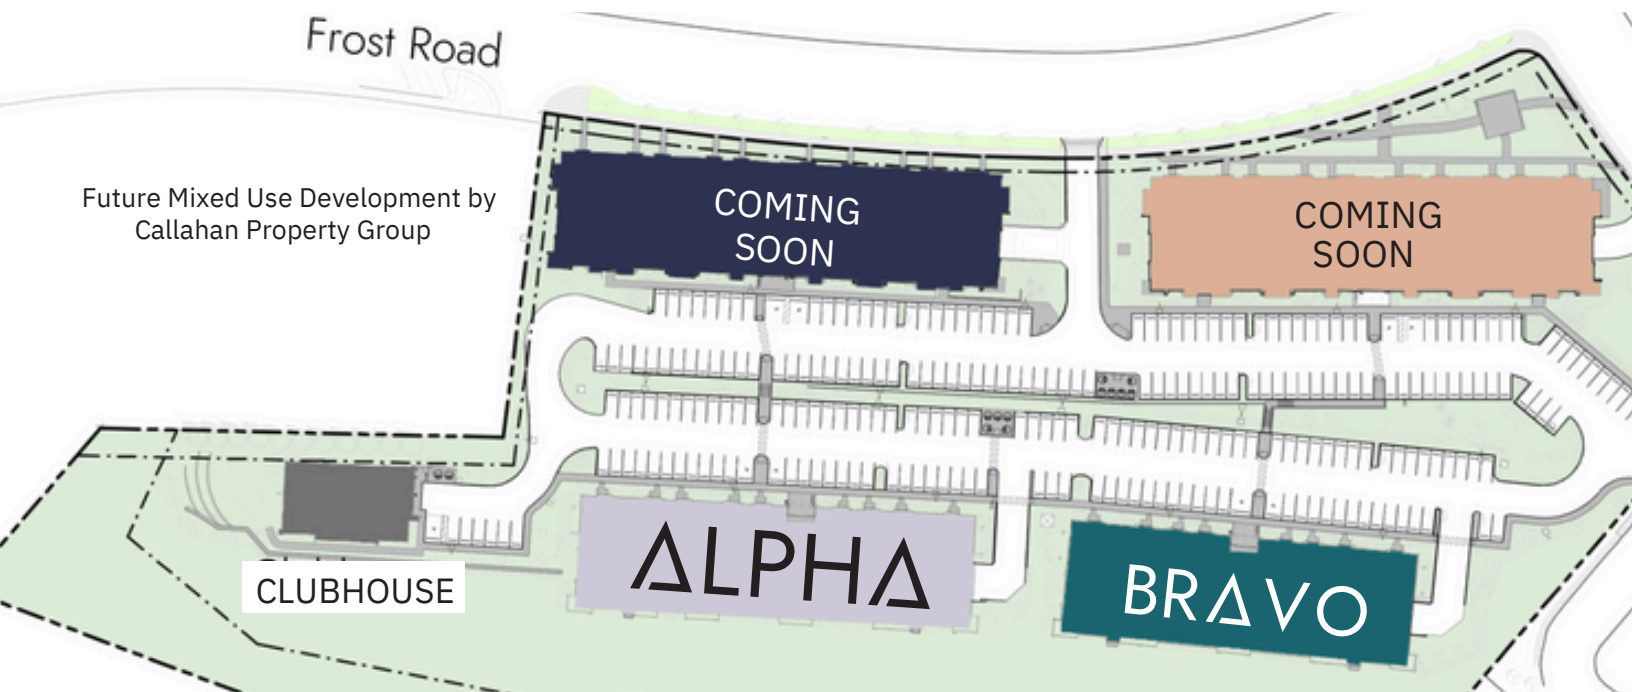 Frost Road
Future Mixed Use Development by
Callahan Property Group
COMING
SOON
COMING
SOON
CLUBHOUSE
ALPHA
BRAVO